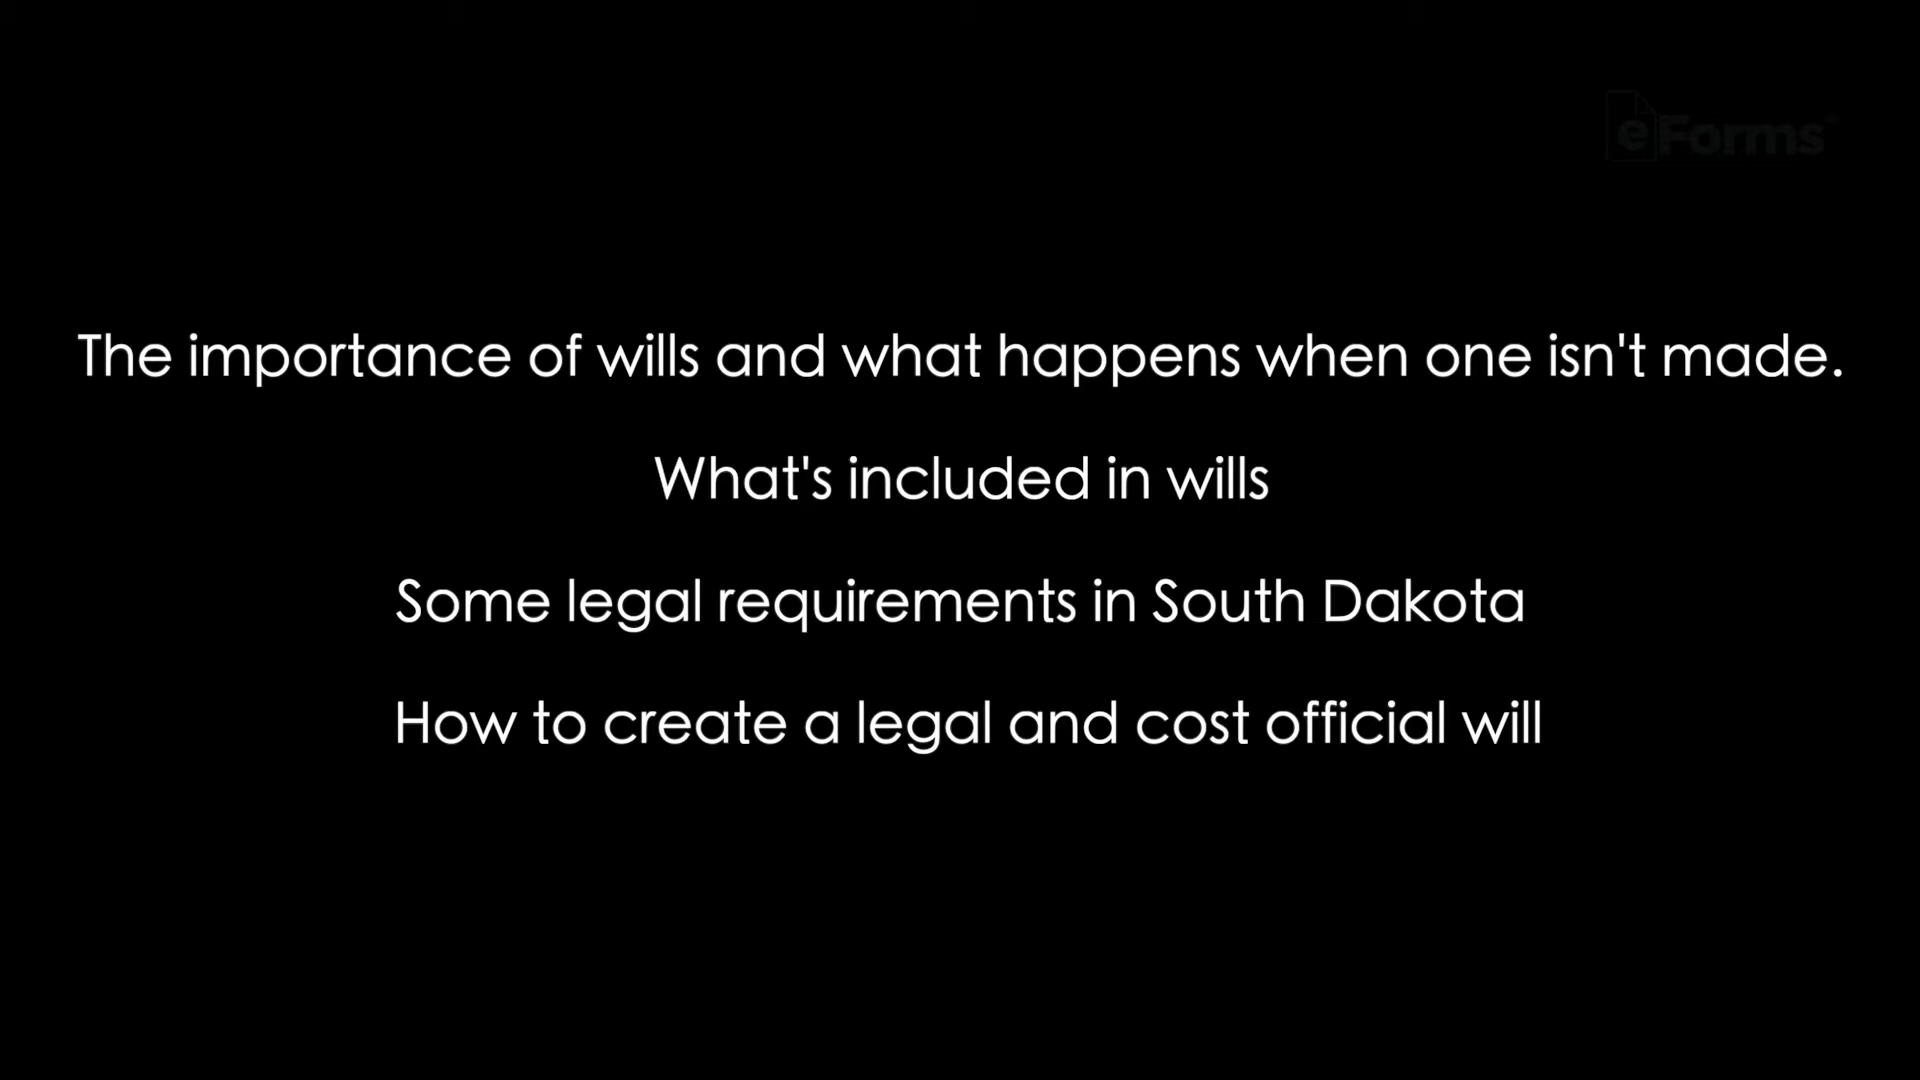 eForms
The importance of wills and what happens when one isn't made.
What's included in wills
Some legal requirements in South Dakota
How to create a legal and cost official will